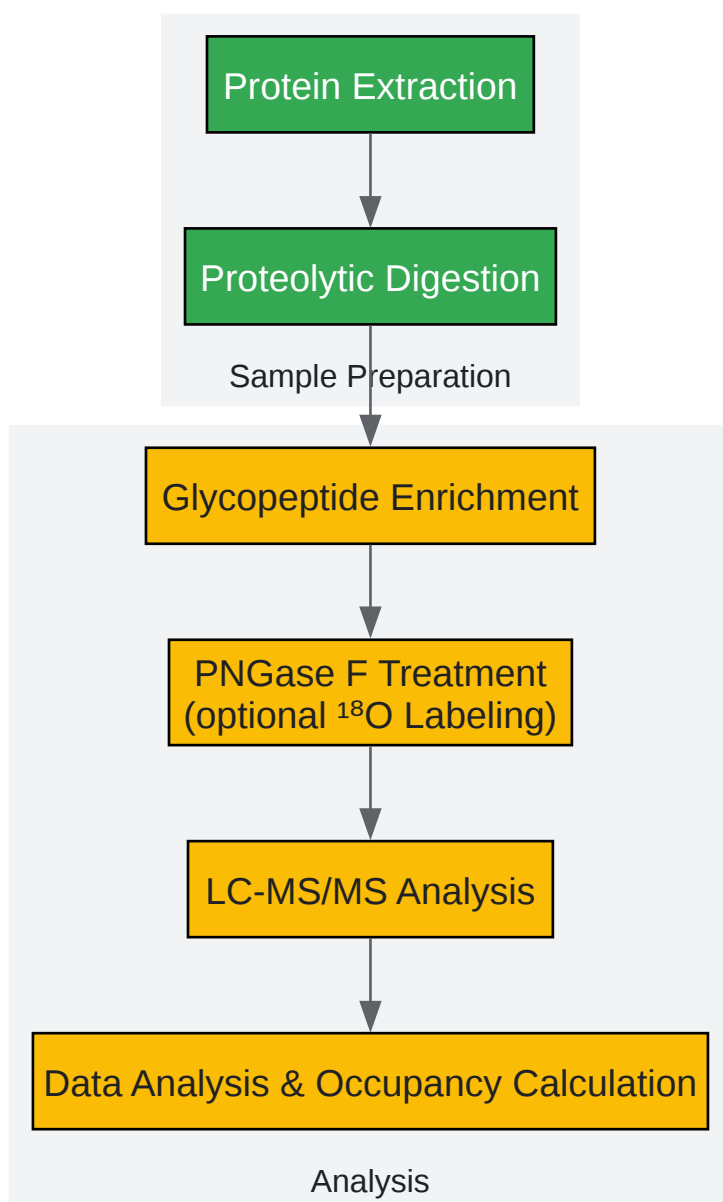 Protein Extraction
Proteolytic Digestion
Sample Preparation
Glycopeptide Enrichment
PNGase F Treatment
(optional ¹⁸O Labeling)
LC-MS/MS Analysis
Data Analysis & Occupancy Calculation
Analysis